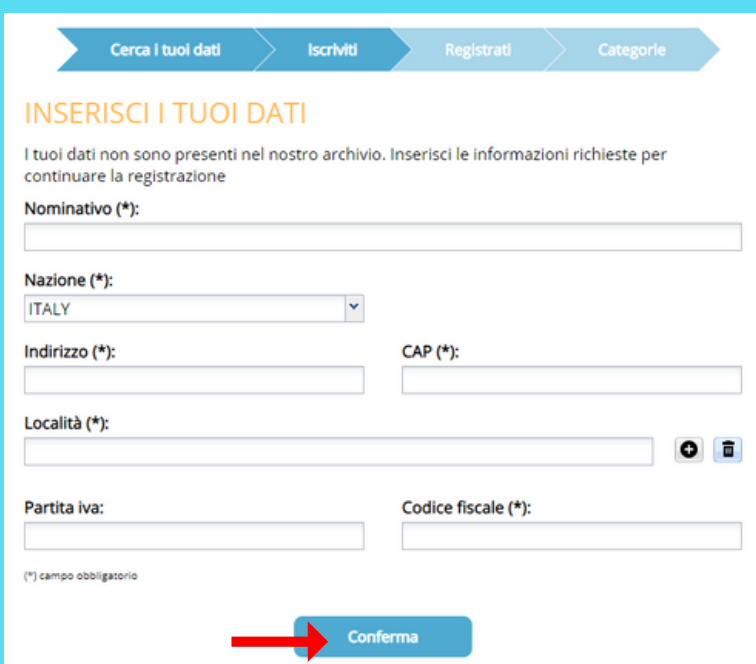 Cerca i tuoi dati
Iscriviti
Registrati
Categorie
INSERISCI I TUOI DATI
I tuoi dati non sono presenti nel nostro archivio. Inserisci le informazioni richieste per
continuare la registrazione
Nominativo (*):
Nazione (*):
ITALY
Indirizzo (*):
CAP (*):
Località (*):
Partita iva:
Codice fiscale (*):
(*) campo obbligatorio
Conferma